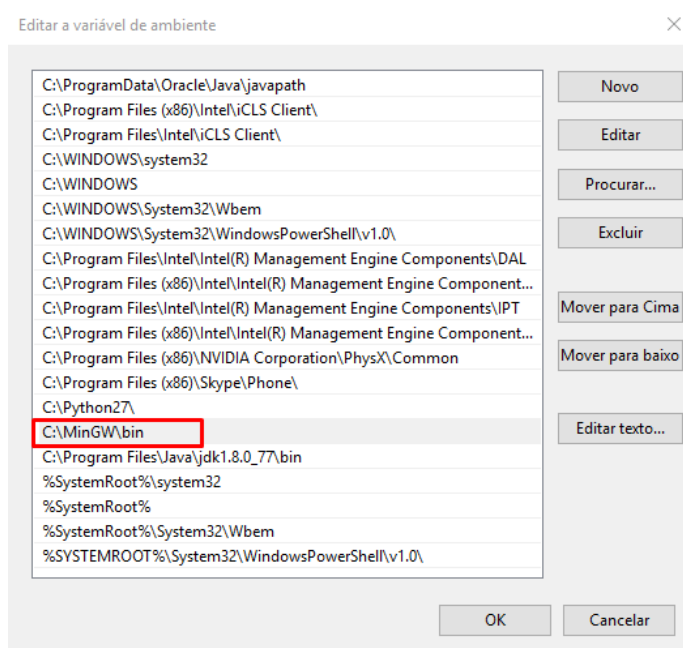 Editar a variável de ambiente
C:\ProgramData\Oracle\Java\javapath
C:\Program Files (x86)\Intel\iCLS Client\
C:\Program Files\Intel\iCLS Client\
C:\WINDOWS\system32
C:\WINDOWS
C:\WINDOWS\System32\Wbem
C:\WINDOWS\System32\WindowsPowerShell\v1.0\
C:\Program Files\Intel\Intel(R) Management Engine Components\DAL
C:\Program Files (x86)\Intel\Intel(R) Management Engine Component...
C:\Program Files\Intel\Intel(R) Management Engine Components\IPT
C:\Program Files (x86)\Intel\Intel(R) Management Engine Component...
C:\Program Files (x86)\NVIDIA Corporation\PhysX\Common
C:\Program Files (x86)\Skype\Phone\
C:\Python27\
C:\MinGW\bin
C:\Program Files\Java\jdk1.8.0_77\bin
%SystemRoot%\system32
%SystemRoot%
%SystemRoot%\System32\Wbem
%SYSTEMROOT%\System32\WindowsPowerShell\v1.0\
Novo
Editar
Procurar...
Excluir
Mover para Cima
Mover para baixo
Editar texto...
OK
Cancelar